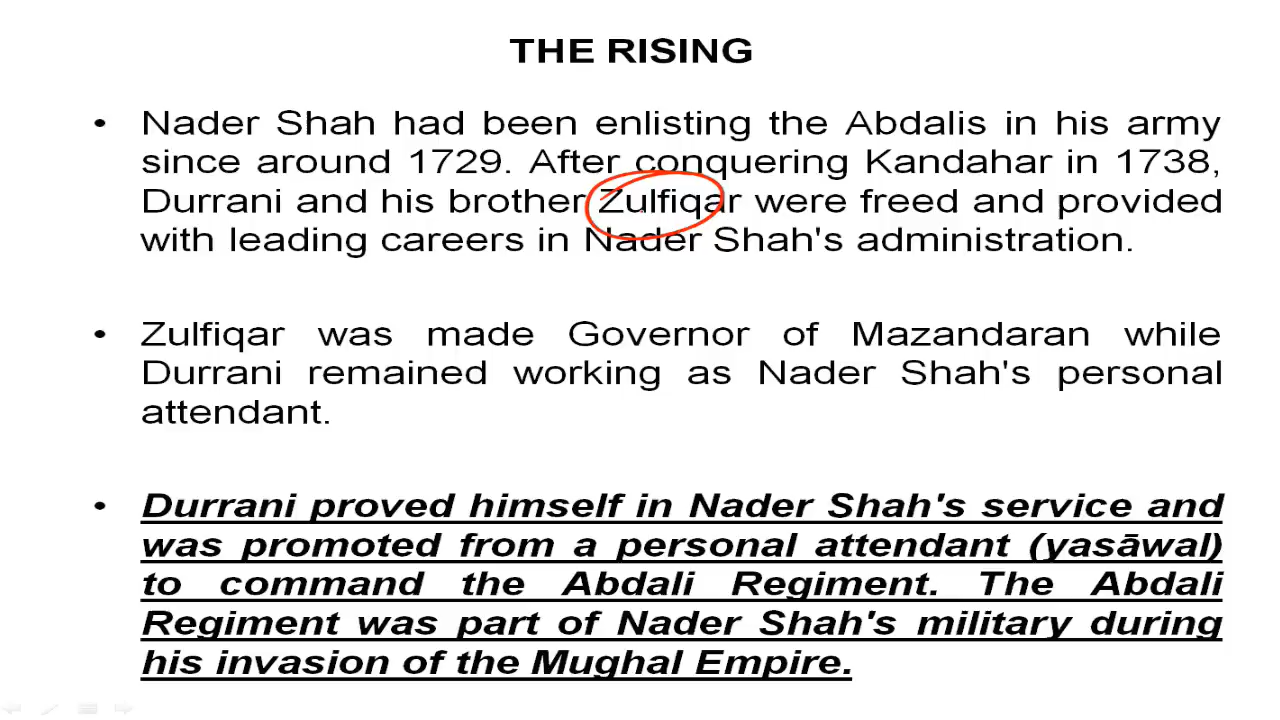 THE RISING
• Nader Shah had been enlisting the Abdalis in his army
since around 1729. After conquering Kandahar in 1738,
Durrani and his brother Zulfiqar were freed and provided
with leading careers in Nader Shah's administration.
• Zulfiqar was made Governor of Mazandaran while
Durrani remained working as Nader Shah's personal
attendant.
• Durrani proved himself in Nader Shah's service and
was promoted from a personal attendant (yasāwal)
to command the Abdali Regiment. The Abdali
Regiment was part of Nader Shah's military during
his invasion of the Mughal Empire.